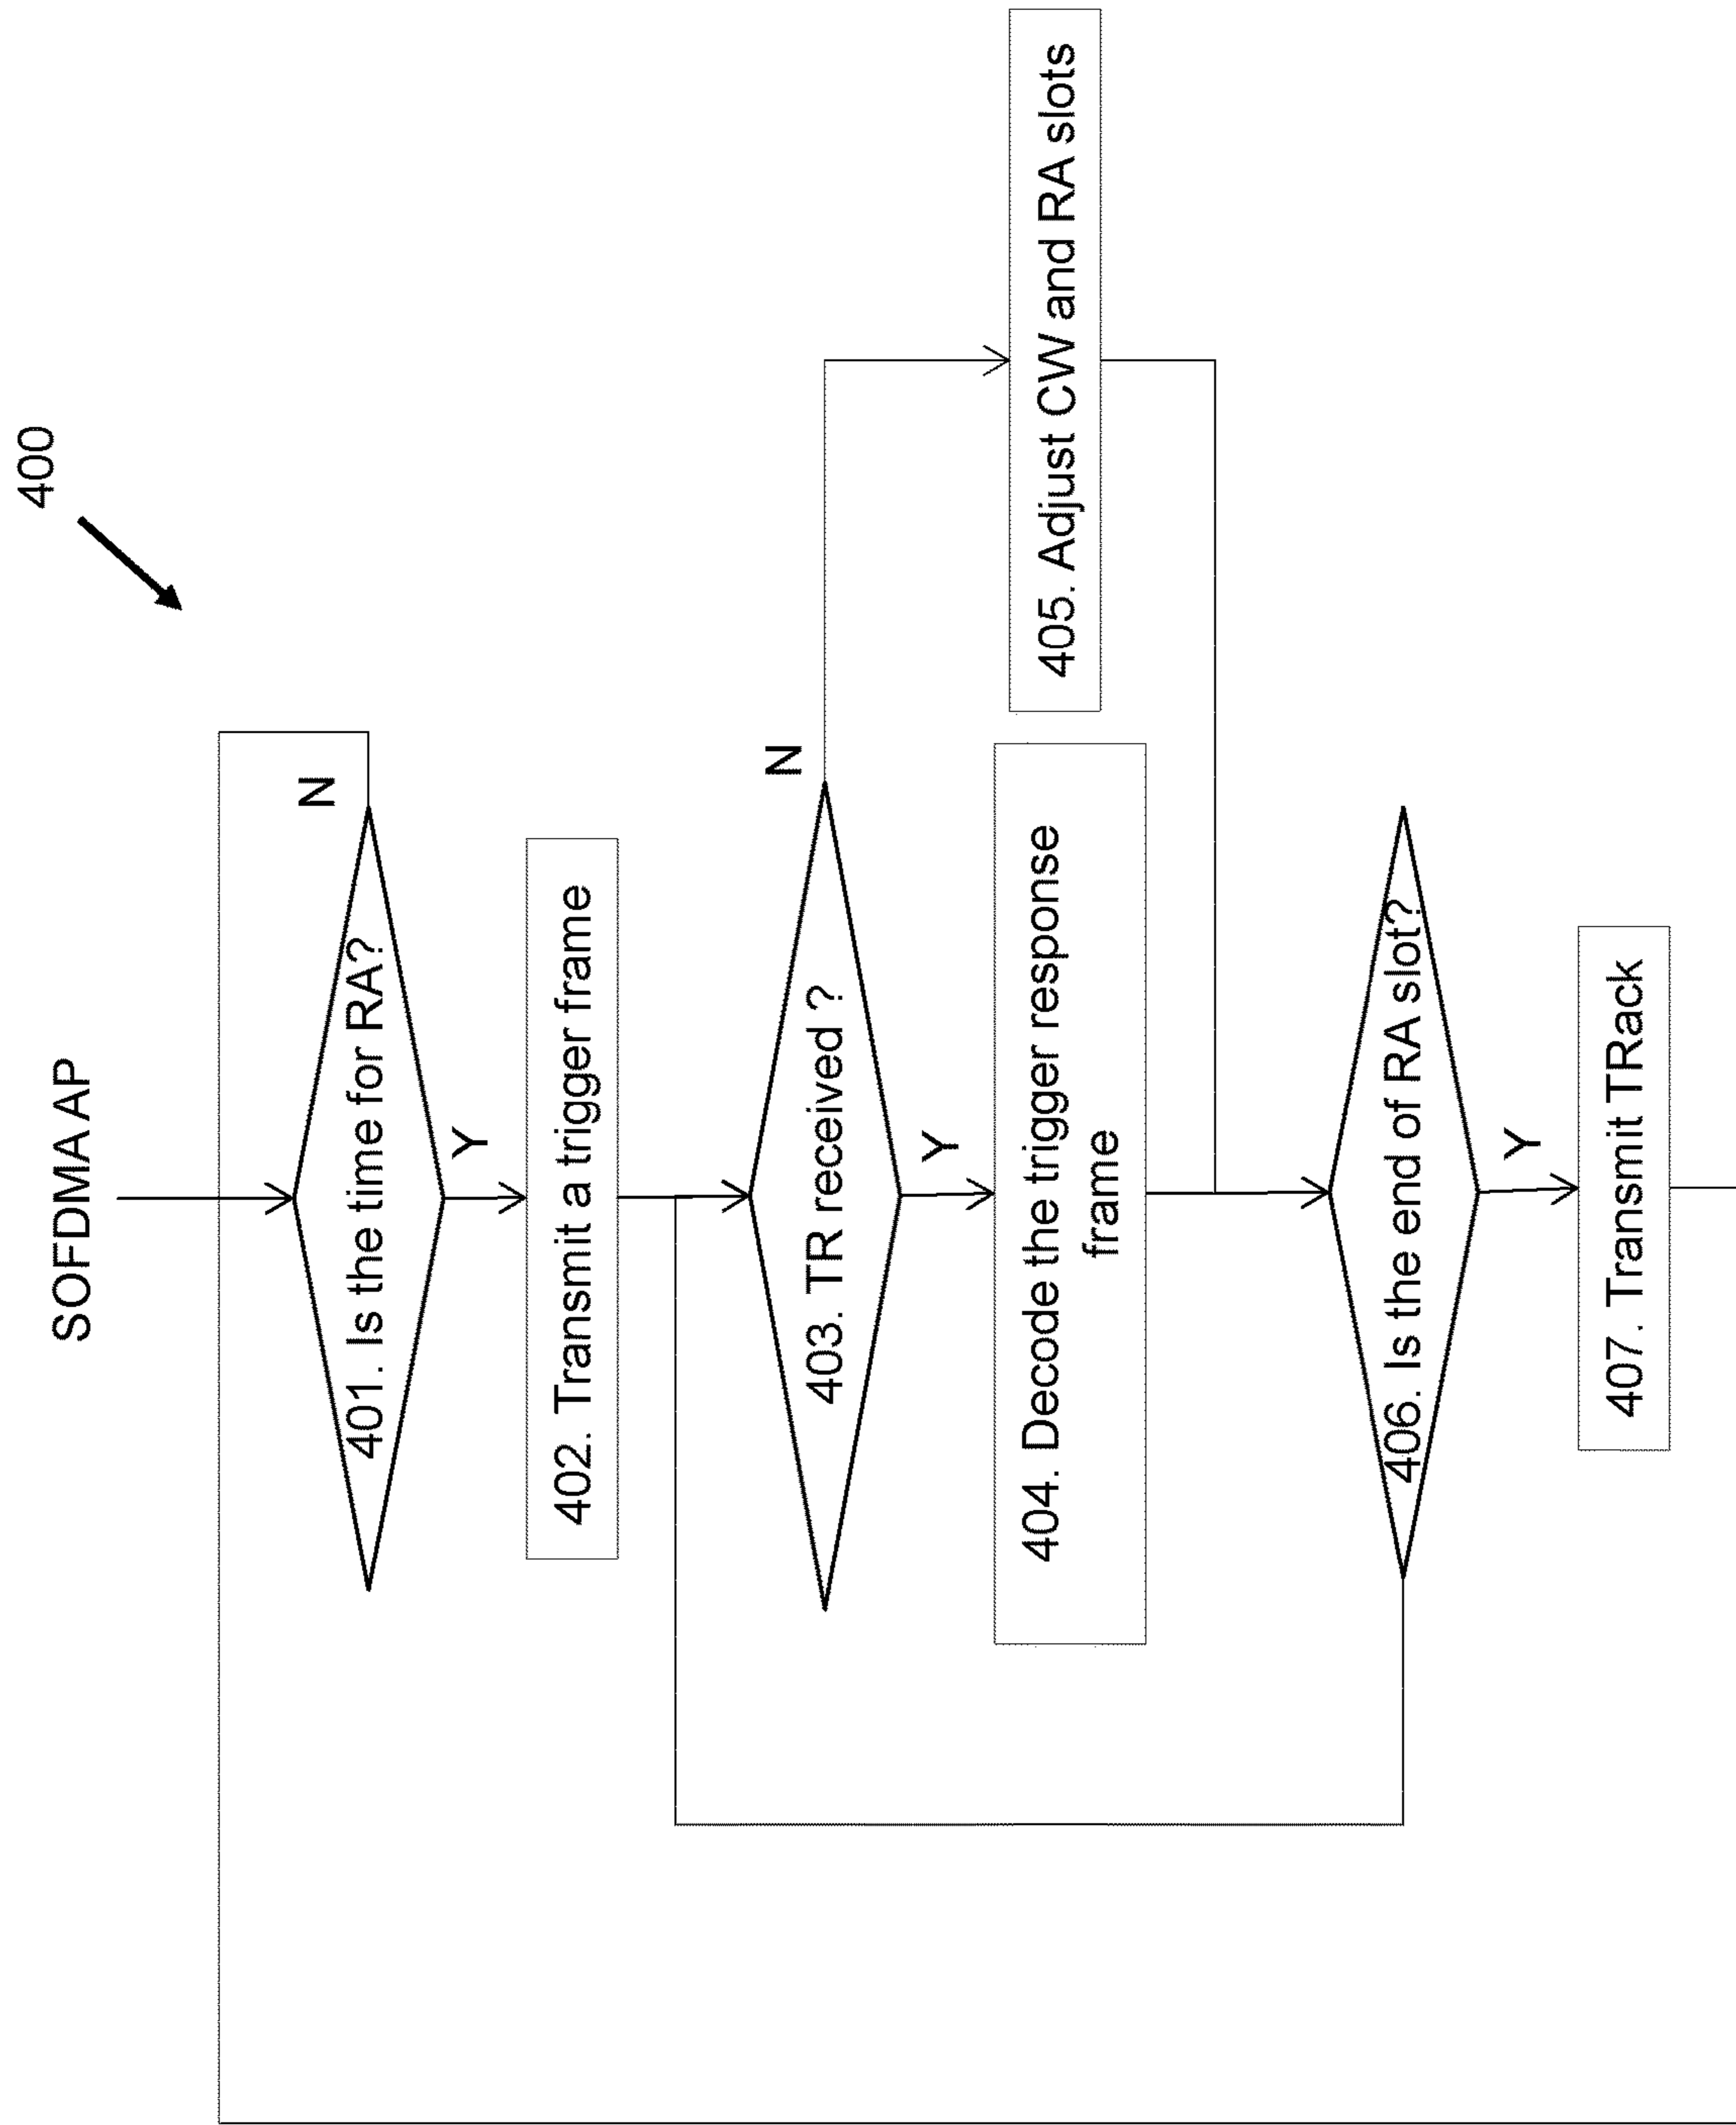 400
SOFDMA AP
401. Is the time for RA?
N
Y
402. Transmit a trigger frame
403. TR received ?
N
Y
404. Decode the trigger response
frame
405. Adjust CW and RA slots
406. Is the end of RA slot?
Y
407. Transmit TRack